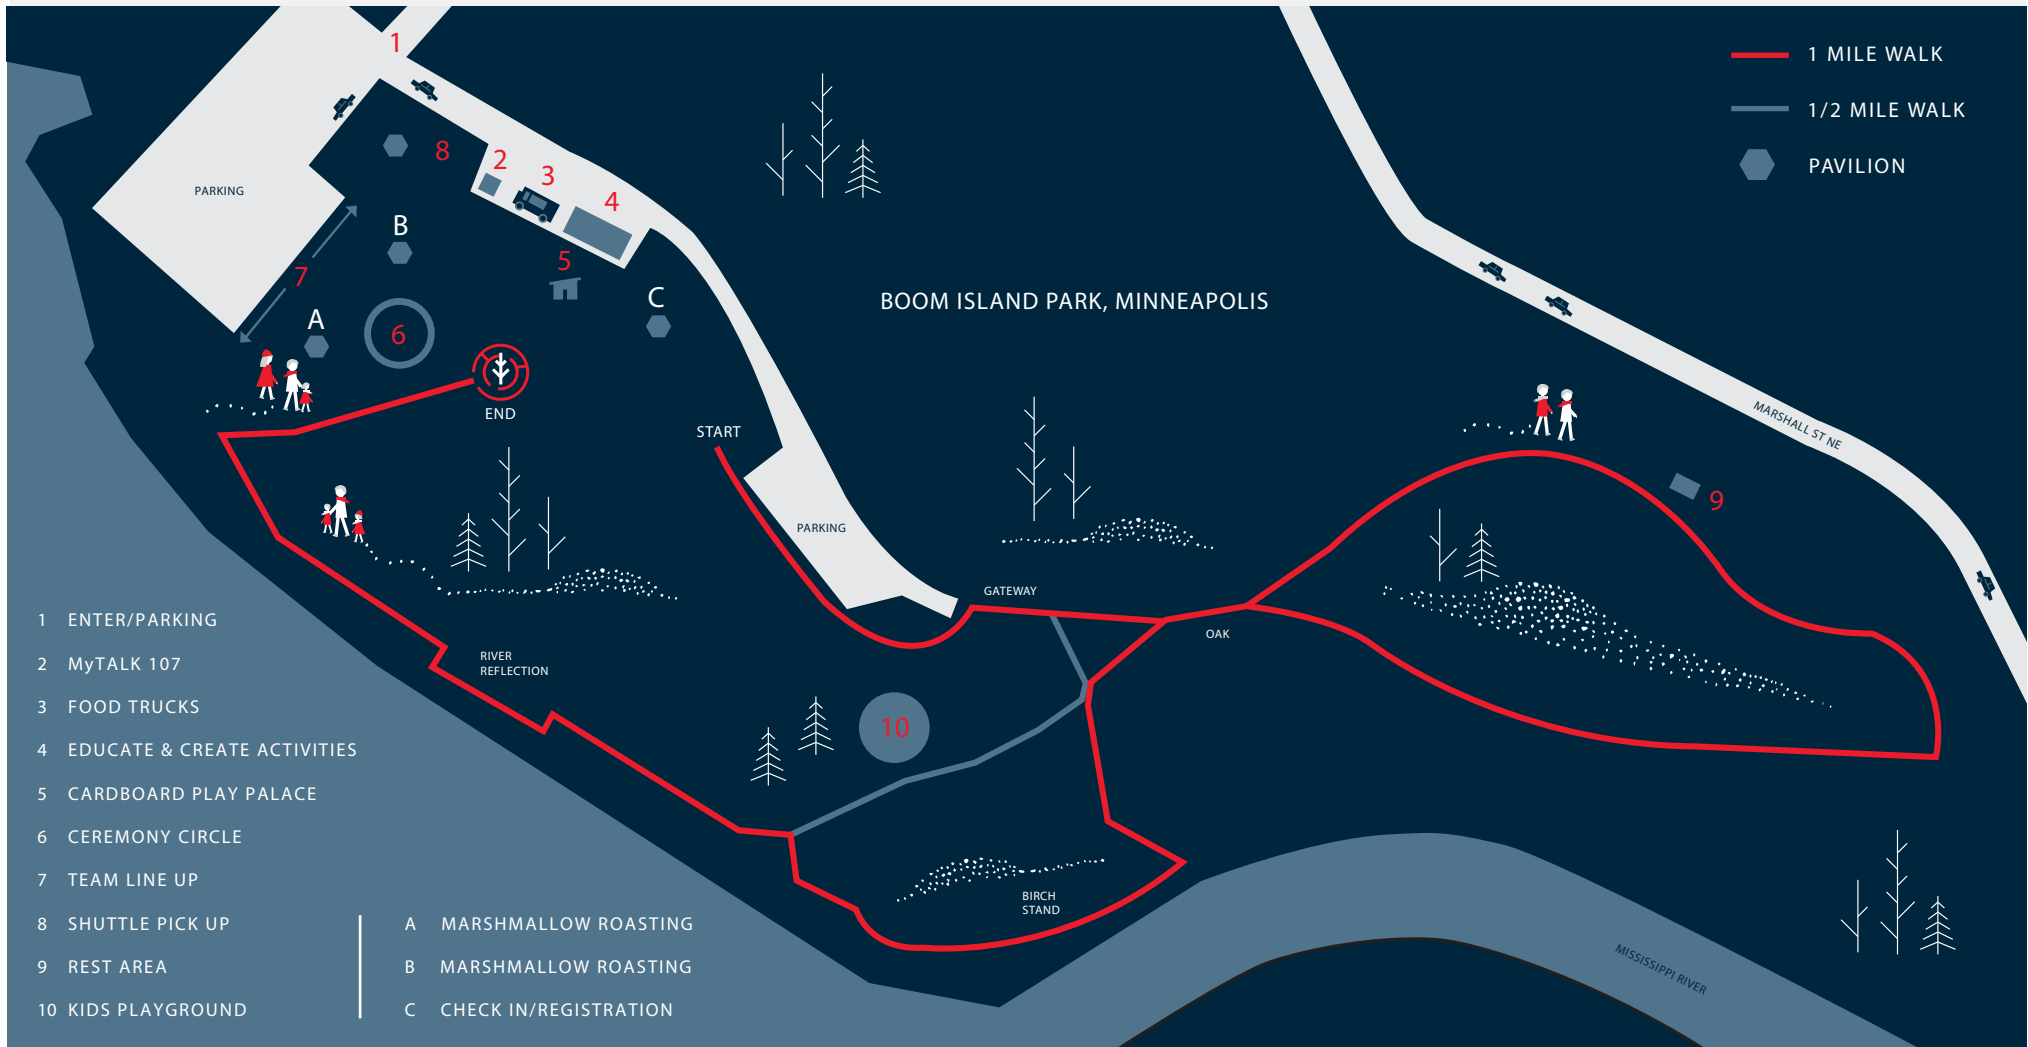 1
1 MILE WALK
1/2 MILE WALK
PAVILION
8
2
3
4
PARKING
B
5
7
C
A
6
BOOM ISLAND PARK, MINNEAPOLIS
END
START
MARSHALL ST NE
9
PARKING
GATEWAY
OAK
RIVER
REFLECTION
10
BIRCH
STAND
MISSISSIPPI RIVER
1 ENTER/PARKING
2 MyTALK 107
3 FOOD TRUCKS
4 EDUCATE & CREATE ACTIVITIES
5 CARDBOARD PLAY PALACE
6 CEREMONY CIRCLE
7 TEAM LINE UP
8 SHUTTLE PICK UP
9 REST AREA
10 KIDS PLAYGROUND
A MARSHMALLOW ROASTING
B MARSHMALLOW ROASTING
C CHECK IN/REGISTRATION